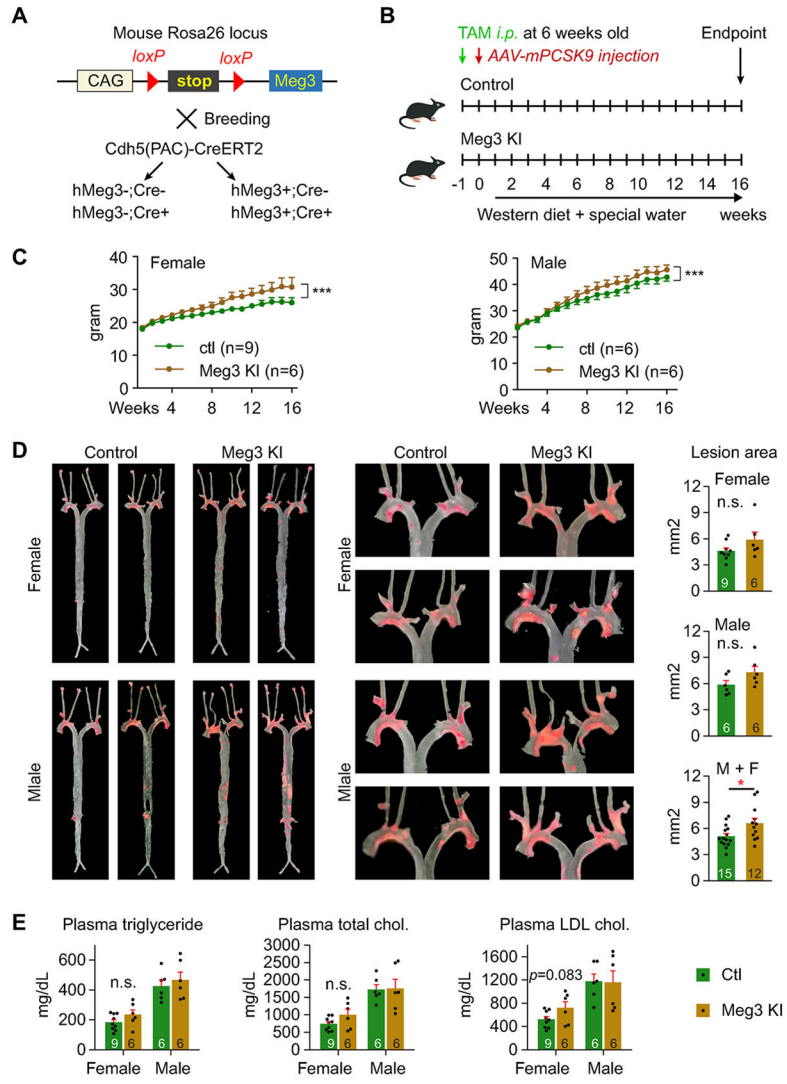 A
Mouse Rosa26 locus
loxP loxP
CAG stop Meg3
Breeding
Cdh5(PAC)-CreERT2
hMeg3-;Cre- hMeg3+;Cre-
hMeg3-;Cre+ hMeg3+;Cre+
B
TAM i.p. at 6 weeks old Endpoint
AAV-mPCSK9 injection
Control
Meg3 KI
-1 0 2 4 6 8 10 12 14 16
Western diet + special water weeks
C
Female
gram
40
30
20
10
0
***
ctl (n=9)
Meg3 KI (n=6)
Weeks 4 8 12 16
Male
gram
50
40
30
20
10
0
***
ctl (n=6)
Meg3 KI (n=6)
Weeks 4 8 12 16
D
Control Meg3 KI Control Meg3 KI
Female
Mlale
Female
Male
Lesion area
Female
n.s.
mm2
12
9
6
3
0
9 6
Male
n.s.
mm2
12
9
6
3
0
6 6
M + F
*
mm2
12
9
6
3
0
15 12
E
Plasma triglyceride
mg/dL
600
400
200
0
n.s.
9 6 6 6
Female Male
Plasma total chol.
mg/dL
3000
2500
2000
1500
1000
500
0
n.s.
9 6 6 6
Female Male
Plasma LDL chol.
mg/dL
1600
1200
800
400
0
p=0.083
9 6 6 6
Female Male
Ctl
Meg3 KI